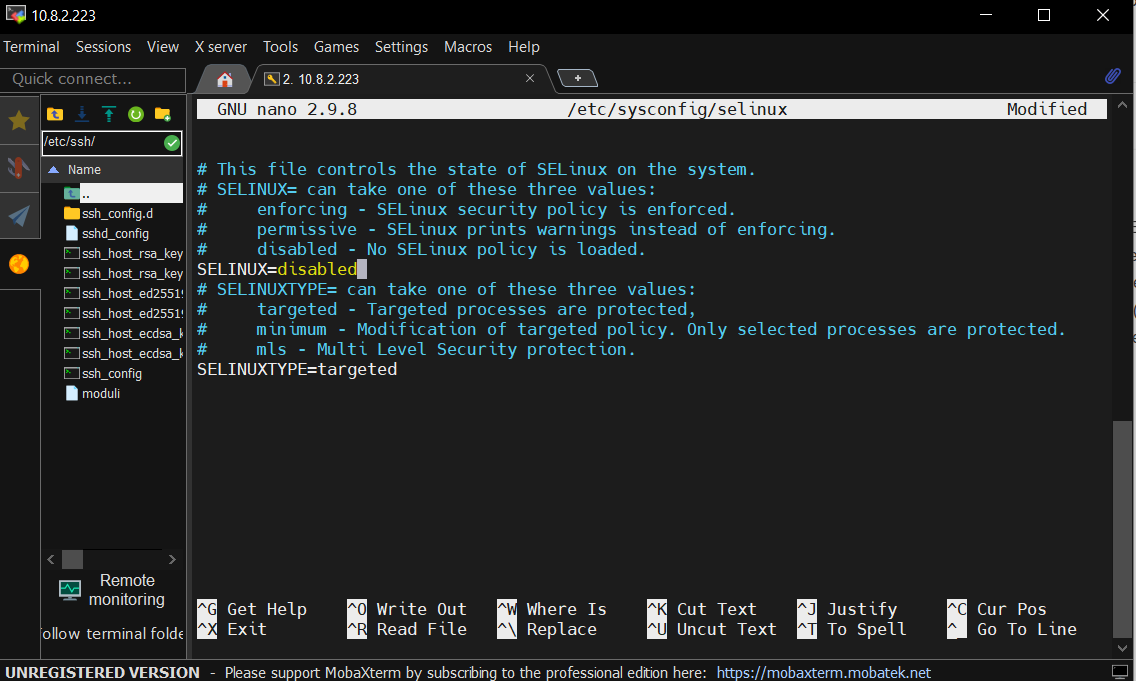 10.8.2.223
Terminal Sessions View X server Tools Games Settings Macros Help
Quick connect...
2. 10.8.2.223
/etc/ssh/
Name
..
ssh_config.d
sshd_config
ssh_host_rsa_key
ssh_host_rsa_key
ssh_host_ed2551
ssh_host_ed2551
ssh_host_ecdsa_k
ssh_host_ecdsa_k
ssh_config
moduli
Remote
monitoring
ollow terminal folde
GNU nano 2.9.8 /etc/sysconfig/selinux Modified
# This file controls the state of SELinux on the system.
# SELINUX= can take one of these three values:
#     enforcing - SELinux security policy is enforced.
#     permissive - SELinux prints warnings instead of enforcing.
#     disabled - No SELinux policy is loaded.
SELINUX=disabled
# SELINUXTYPE= can take one of these three values:
#     targeted - Targeted processes are protected,
#     minimum - Modification of targeted policy. Only selected processes are protected.
#     mls - Multi Level Security protection.
SELINUXTYPE=targeted
^G Get Help ^O Write Out ^W Where Is ^K Cut Text ^J Justify ^C Cur Pos
^X Exit ^R Read File ^\ Replace ^U Uncut Text ^T To Spell ^_ Go To Line
UNREGISTERED VERSION - Please support MobaXterm by subscribing to the professional edition here: https://mobaxterm.mobatek.net